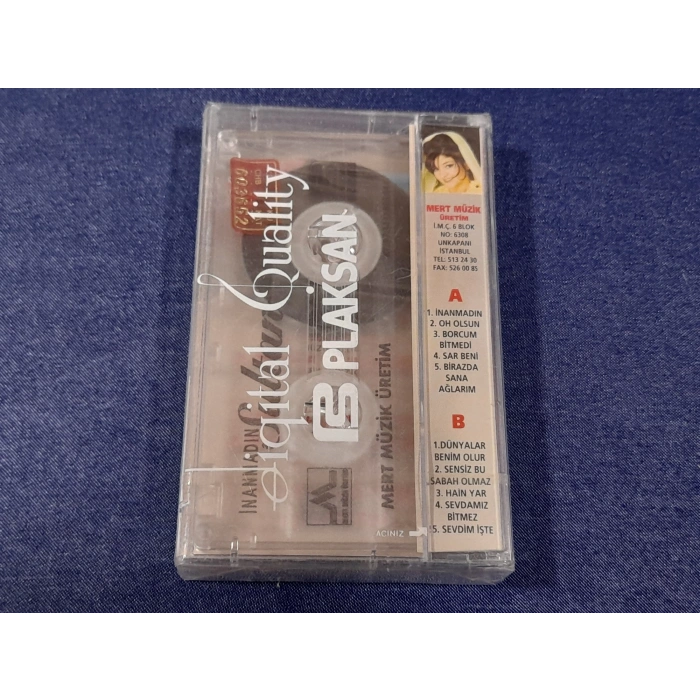 Digital Quality
PLAKSAN
İNANMADIN
MERT MÜZİK ÜRETİM
AÇINIZ
MERT MÜZİK
ÜRETİM
İ.M.Ç. 6 BLOK
NO: 6308
UNKAPANI
İSTANBUL
TEL: 513 24 30
FAX: 526 00 85
A
1. İNANMADIN
2. OH OLSUN
3. BORCUM
BİTMEDİ
4. SAR BENİ
5. BİRAZDA
SANA
AĞLARIM
B
1.DÜNYALAR
BENİM OLUR
2. SENSİZ BU
SABAH OLMAZ
3. HAİN YAR
4. SEVDAMIZ
BİTMEZ
5. SEVDİM İŞTE